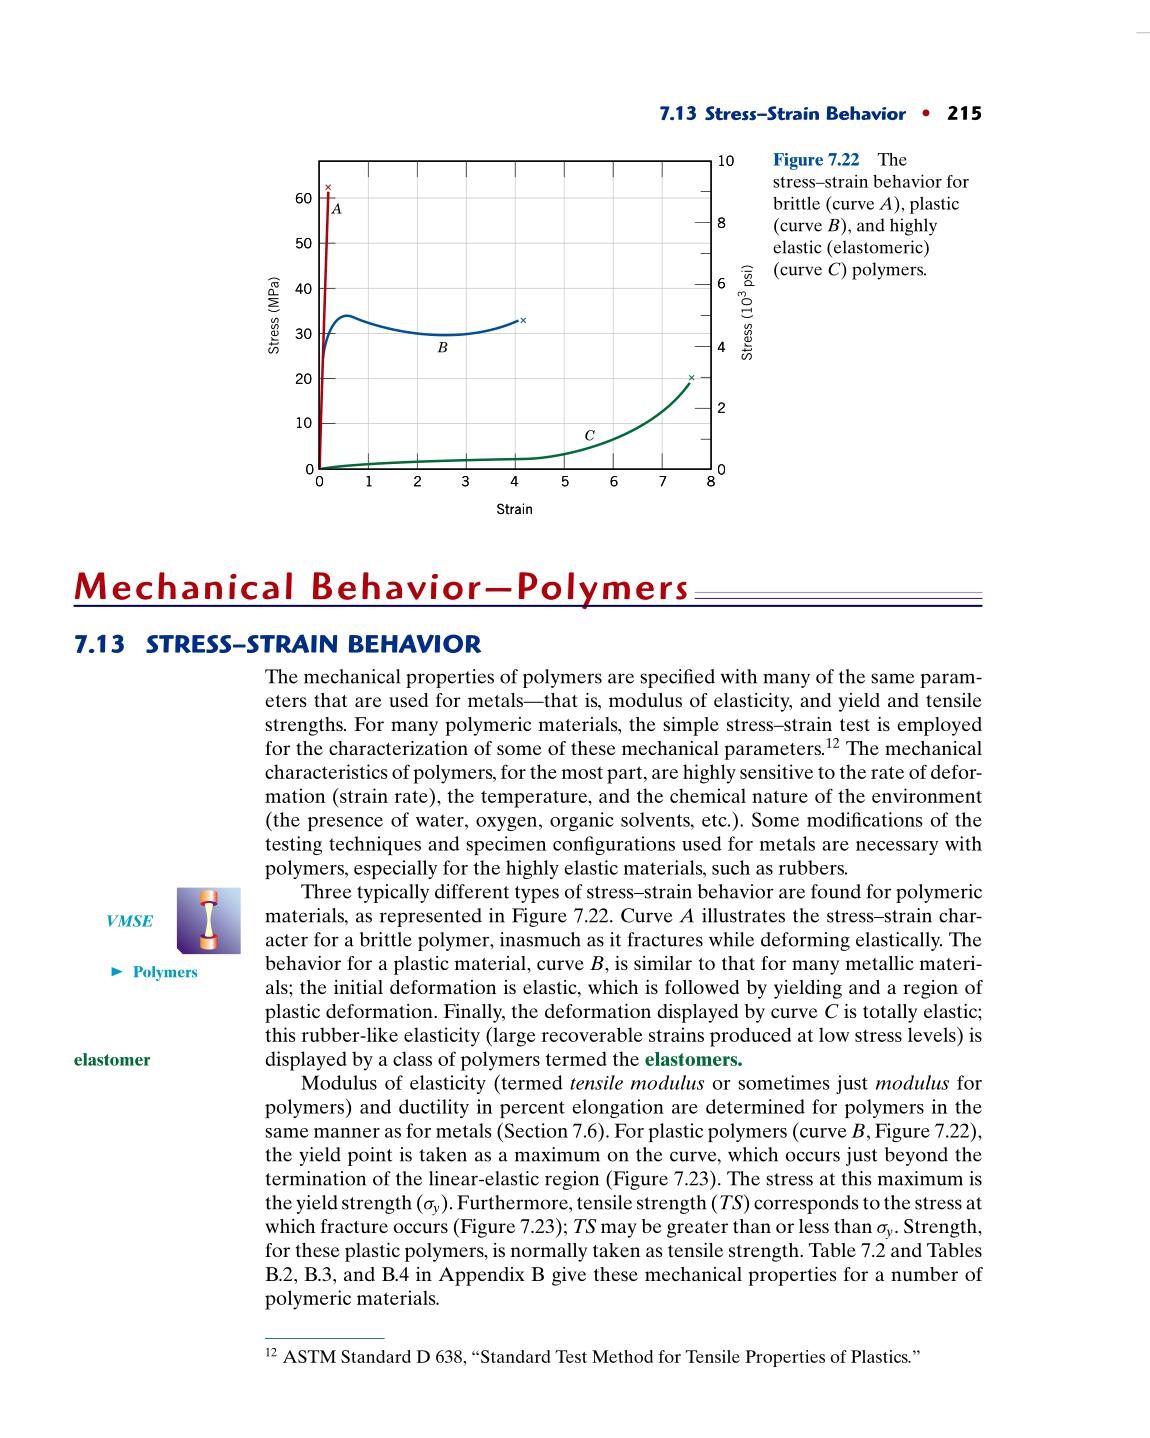 7.13 Stress–Strain Behavior • 215
Figure 7.22 The
stress–strain behavior for
brittle (curve A), plastic
(curve B), and highly
elastic (elastomeric)
(curve C) polymers.
10
60
A
8
50
6
40
Stress (MPa)
Stress (10³ psi)
30
B
4
20
2
10
C
0
0
0
1
2
3
4
5
6
7
8
Strain
Mechanical Behavior—Polymers
7.13 STRESS–STRAIN BEHAVIOR
The mechanical properties of polymers are specified with many of the same param-
eters that are used for metals—that is, modulus of elasticity, and yield and tensile
strengths. For many polymeric materials, the simple stress–strain test is employed
for the characterization of some of these mechanical parameters.¹² The mechanical
characteristics of polymers, for the most part, are highly sensitive to the rate of defor-
mation (strain rate), the temperature, and the chemical nature of the environment
(the presence of water, oxygen, organic solvents, etc.). Some modifications of the
testing techniques and specimen configurations used for metals are necessary with
polymers, especially for the highly elastic materials, such as rubbers.
Three typically different types of stress–strain behavior are found for polymeric
materials, as represented in Figure 7.22. Curve A illustrates the stress–strain char-
acter for a brittle polymer, inasmuch as it fractures while deforming elastically. The
behavior for a plastic material, curve B, is similar to that for many metallic materi-
als; the initial deformation is elastic, which is followed by yielding and a region of
plastic deformation. Finally, the deformation displayed by curve C is totally elastic;
this rubber-like elasticity (large recoverable strains produced at low stress levels) is
displayed by a class of polymers termed the elastomers.
VMSE
► Polymers
elastomer
Modulus of elasticity (termed tensile modulus or sometimes just modulus for
polymers) and ductility in percent elongation are determined for polymers in the
same manner as for metals (Section 7.6). For plastic polymers (curve B, Figure 7.22),
the yield point is taken as a maximum on the curve, which occurs just beyond the
termination of the linear-elastic region (Figure 7.23). The stress at this maximum is
the yield strength (σy). Furthermore, tensile strength (TS) corresponds to the stress at
which fracture occurs (Figure 7.23); TS may be greater than or less than σy. Strength,
for these plastic polymers, is normally taken as tensile strength. Table 7.2 and Tables
B.2, B.3, and B.4 in Appendix B give these mechanical properties for a number of
polymeric materials.
¹² ASTM Standard D 638, “Standard Test Method for Tensile Properties of Plastics.”